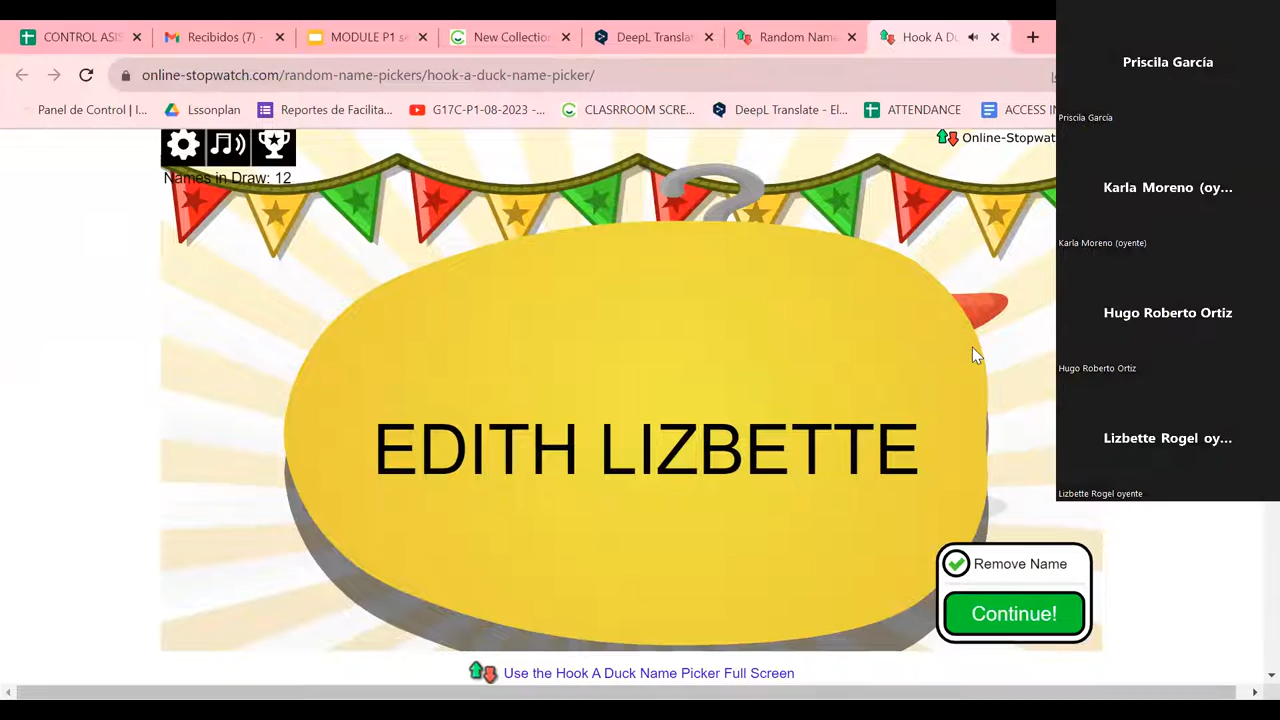 CONTROL ASIS
Recibidos (7) -
MODULE P1 se
New Collection
DeepL Translat
Random Name
Hook A Du
online-stopwatch.com/random-name-pickers/hook-a-duck-name-picker/
Panel de Control | I...
Lssonplan
Reportes de Facilita...
G17C-P1-08-2023 -...
CLASRROOM SCRE...
DeepL Translate - El...
ATTENDANCE
ACCESS IN
Online-Stopwat
Names in Draw: 12
EDITH LIZBETTE
Remove Name
Continue!
Use the Hook A Duck Name Picker Full Screen
Priscila García
Priscila García
Karla Moreno (oy...
Karla Moreno (oyente)
Hugo Roberto Ortiz
Hugo Roberto Ortiz
Lizbette Rogel oy...
Lizbette Rogel oyente